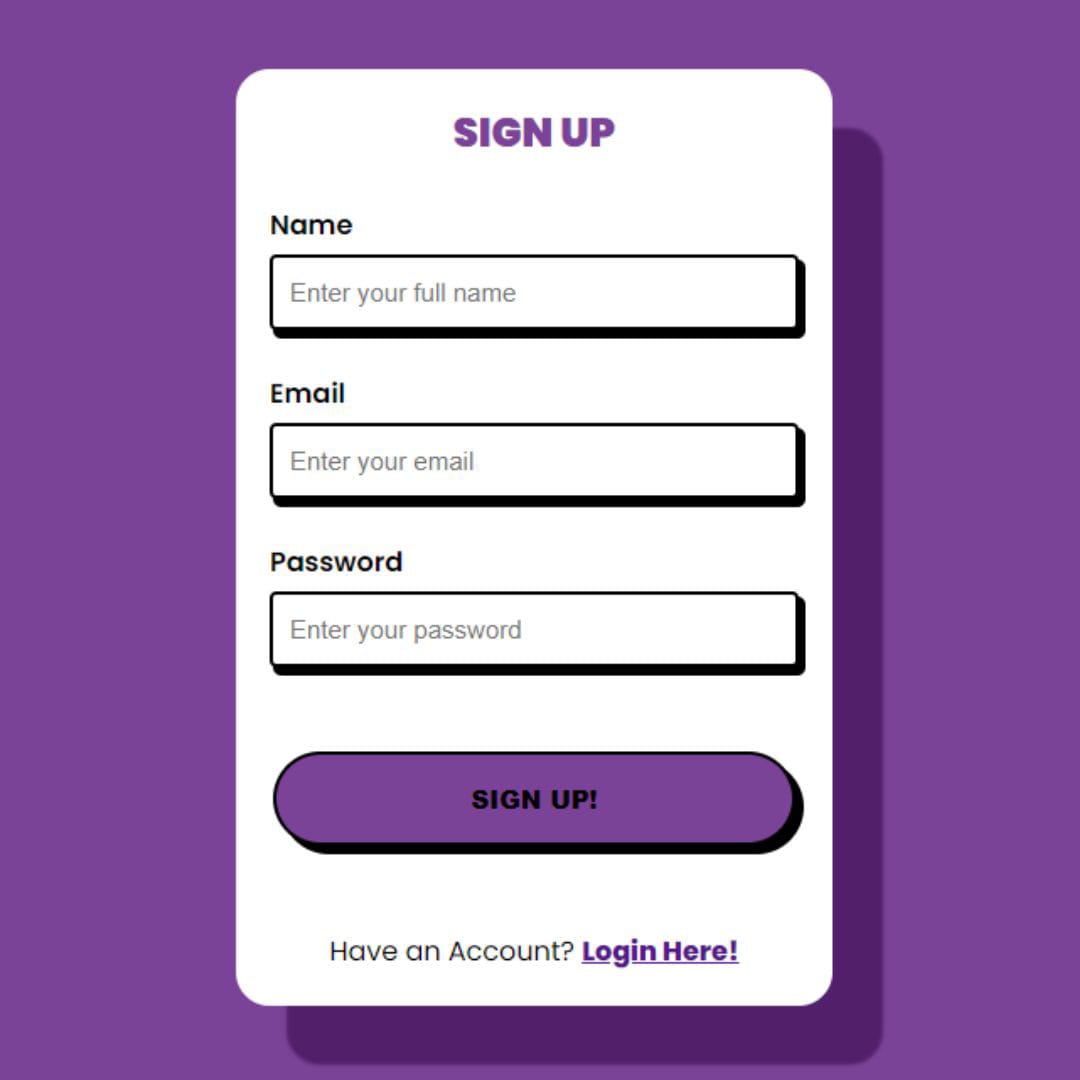 SIGN UP
Name
Enter your full name
Email
Enter your email
Password
Enter your password
SIGN UP!
Have an Account? Login Here!